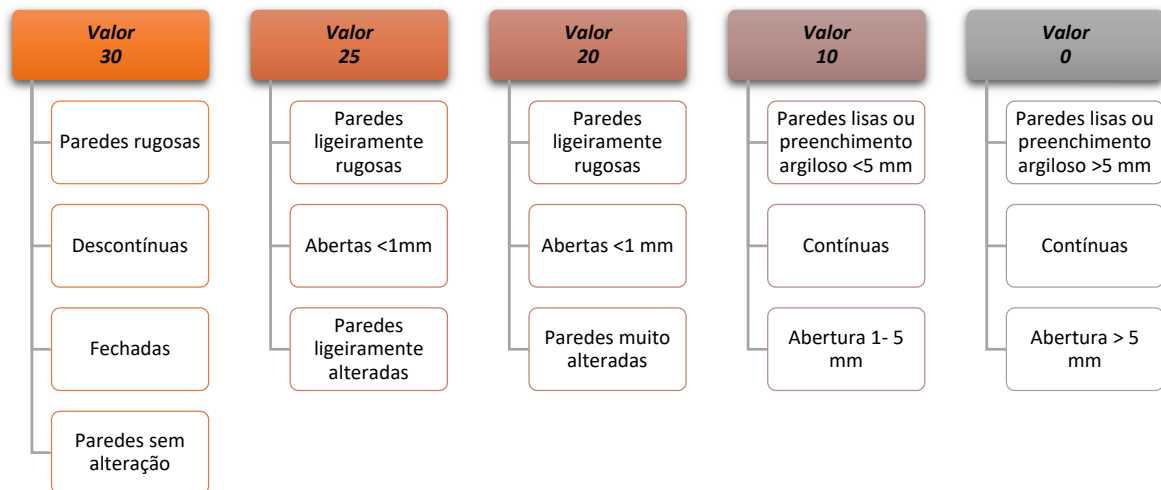 Valor
30
Paredes rugosas
Descontínuas
Fechadas
Paredes sem
alteração
Valor
25
Paredes
ligeiramente
rugosas
Abertas <1mm
Paredes
ligeiramente
alteradas
Valor
20
Paredes
ligeiramente
rugosas
Abertas <1 mm
Paredes muito
alteradas
Valor
10
Paredes lisas ou
preenchimento
argiloso <5 mm
Contínuas
Abertura 1- 5
mm
Valor
0
Paredes lisas ou
preenchimento
argiloso >5 mm
Contínuas
Abertura > 5
mm